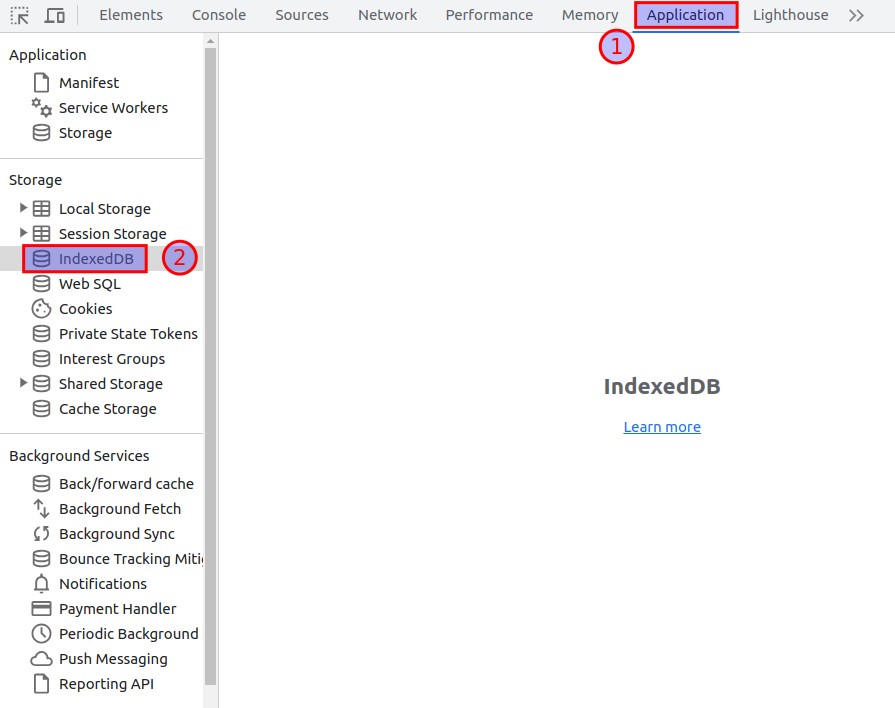 Elements Console Sources Network Performance Memory Application Lighthouse
1
Application
Manifest
Service Workers
Storage
Storage
Local Storage
Session Storage
IndexedDB 2
Web SQL
Cookies
Private State Tokens
Interest Groups
Shared Storage
Cache Storage
IndexedDB
Learn more
Background Services
Back/forward cache
Background Fetch
Background Sync
Bounce Tracking Miti
Notifications
Payment Handler
Periodic Background
Push Messaging
Reporting API